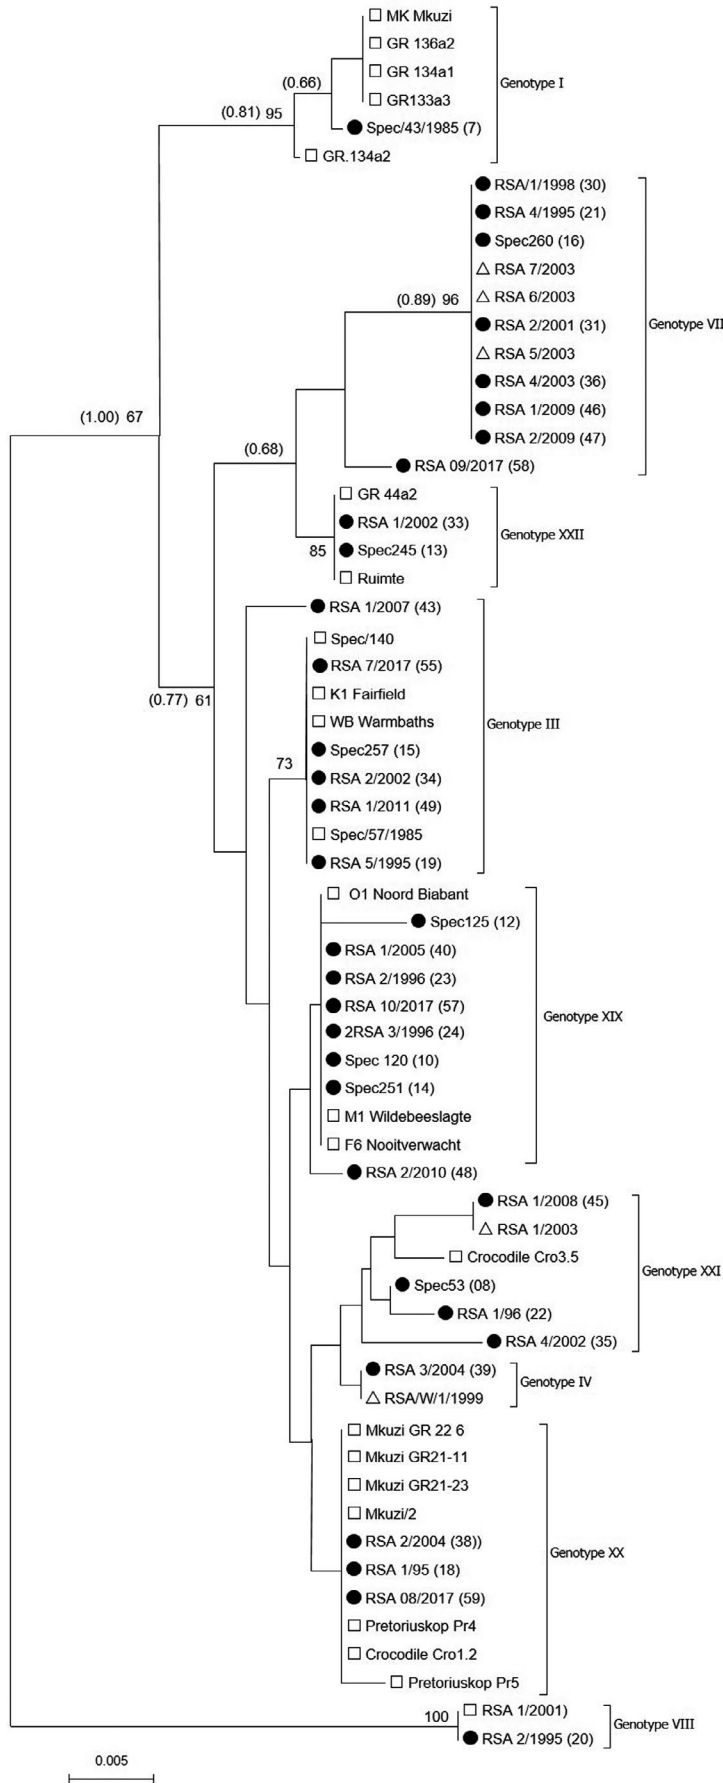 MK Mkuzi
GR 136a2
(0.66)
GR 134a1
Genotype I
GR133a3
(0.81) 95
Spec/43/1985 (7)
GR.134a2
RSA/1/1998 (30)
RSA 4/1995 (21)
Spec260 (16)
RSA 7/2003
RSA 6/2003
(0.89) 96
RSA 2/2001 (31)
Genotype VII
RSA 5/2003
RSA 4/2003 (36)
RSA 1/2009 (46)
(1.00) 67
RSA 2/2009 (47)
(0.68)
RSA 09/2017 (58)
GR 44a2
RSA 1/2002 (33)
Genotype XXII
85
Spec245 (13)
Ruimte
RSA 1/2007 (43)
Spec/140
RSA 7/2017 (55)
K1 Fairfield
(0.77) 61
WB Warmbaths
Genotype III
Spec257 (15)
73
RSA 2/2002 (34)
RSA 1/2011 (49)
Spec/57/1985
RSA 5/1995 (19)
O1 Noord Biabant
Spec125 (12)
RSA 1/2005 (40)
RSA 2/1996 (23)
RSA 10/2017 (57)
Genotype XIX
2RSA 3/1996 (24)
Spec 120 (10)
Spec251 (14)
M1 Wildebeeslagte
F6 Nooitverwacht
RSA 2/2010 (48)
RSA 1/2008 (45)
RSA 1/2003
Crocodile Cro3.5
Genotype XXI
Spec53 (08)
RSA 1/96 (22)
RSA 4/2002 (35)
RSA 3/2004 (39)
Genotype IV
RSA/W/1/1999
Mkuzi GR 22 6
Mkuzi GR21-11
Mkuzi GR21-23
Mkuzi/2
RSA 2/2004 (38))
Genotype XX
RSA 1/95 (18)
RSA 08/2017 (59)
Pretoriuskop Pr4
Crocodile Cro1.2
Pretoriuskop Pr5
100
RSA 1/2001)
Genotype VIII
RSA 2/1995 (20)
0.005